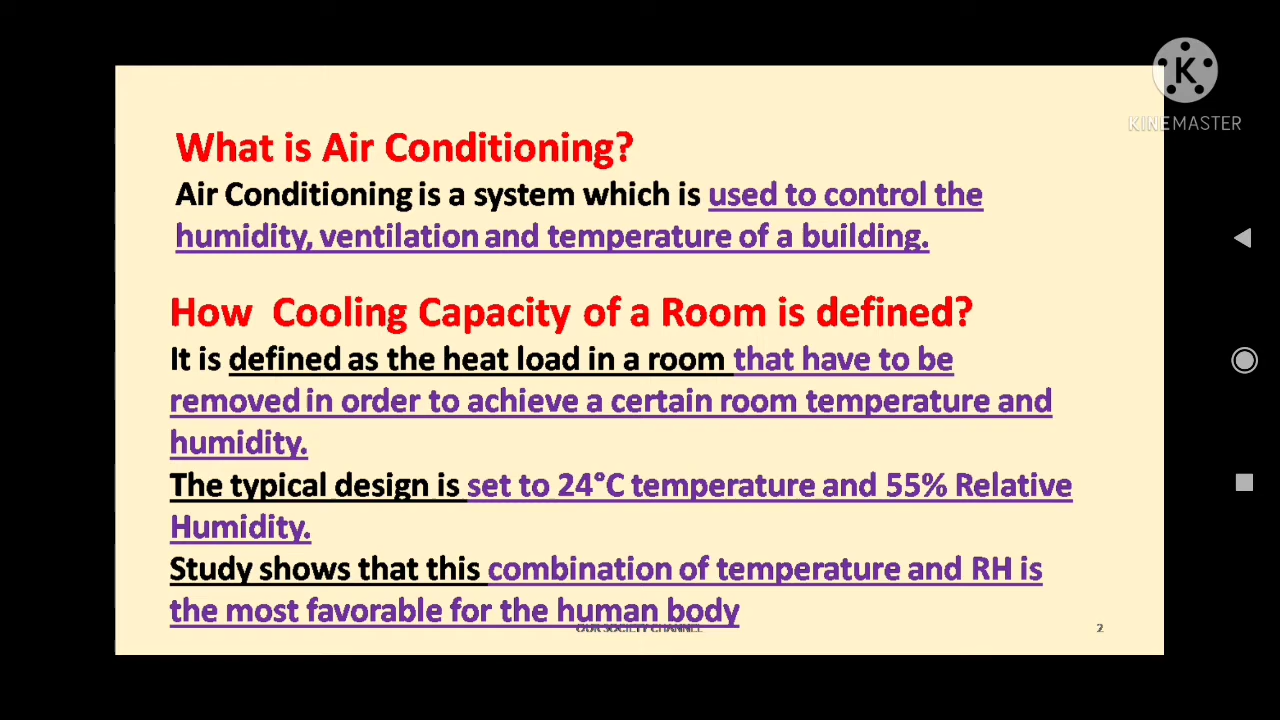 K
KINEMASTER
What is Air Conditioning?
Air Conditioning is a system which is used to control the
humidity, ventilation and temperature of a building.
How Cooling Capacity of a Room is defined?
It is defined as the heat load in a room that have to be
removed in order to achieve a certain room temperature and
humidity.
The typical design is set to 24°C temperature and 55% Relative
Humidity.
Study shows that this combination of temperature and RH is
the most favorable for the human body
OUR SOCIETY CHANNEL
2